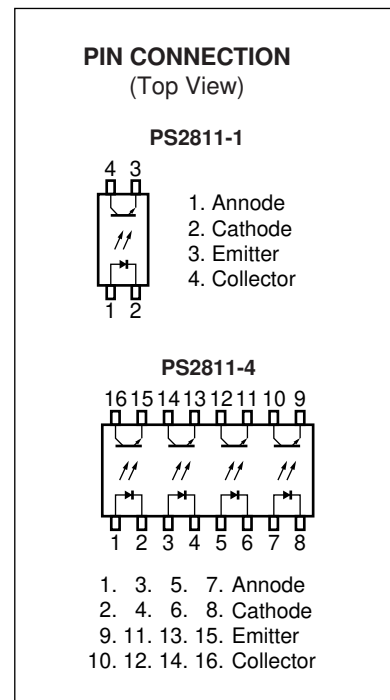 PIN CONNECTION
(Top View)
PS2811-1
4 3
1. Annode
2. Cathode
3. Emitter
4. Collector
1 2
PS2811-4
16 15 14 13 12 11 10 9
1 2 3 4 5 6 7 8
1. 3. 5. 7. Annode
2. 4. 6. 8. Cathode
9. 11. 13. 15. Emitter
10. 12. 14. 16. Collector